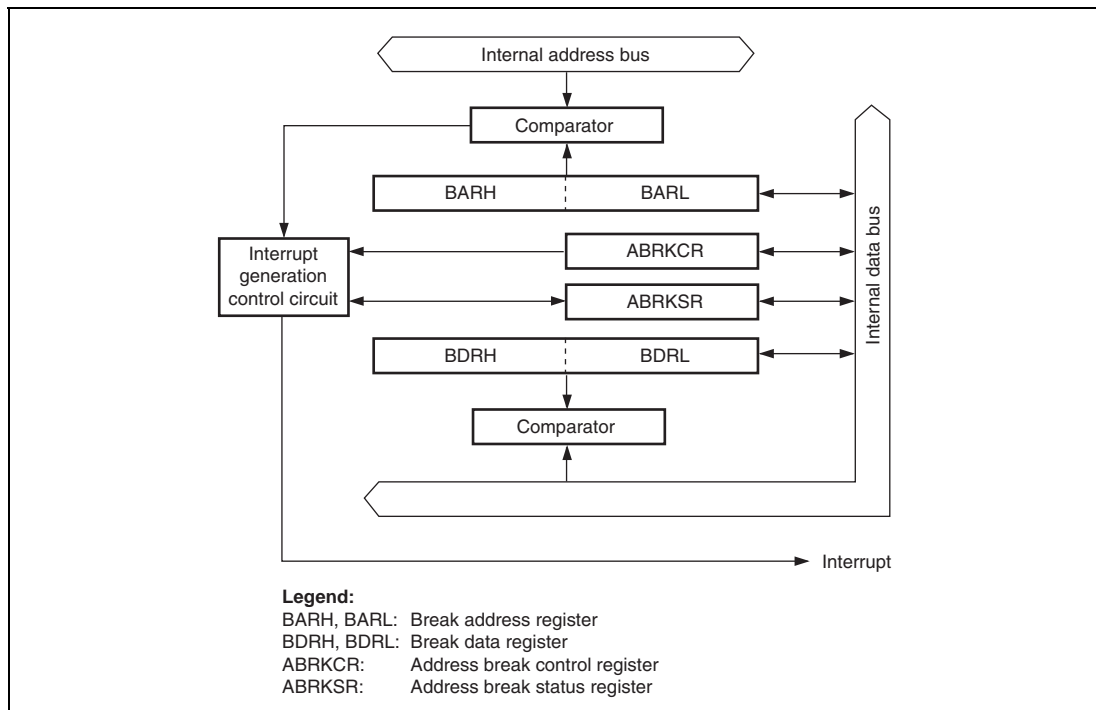 Internal address bus
Comparator
BARH
BARL
Interrupt
generation
control circuit
ABRKCR
ABRKSR
Internal data bus
BDRH
BDRL
Comparator
Interrupt
Legend:
BARH, BARL: Break address register
BDRH, BDRL: Break data register
ABRKCR: Address break control register
ABRKSR: Address break status register